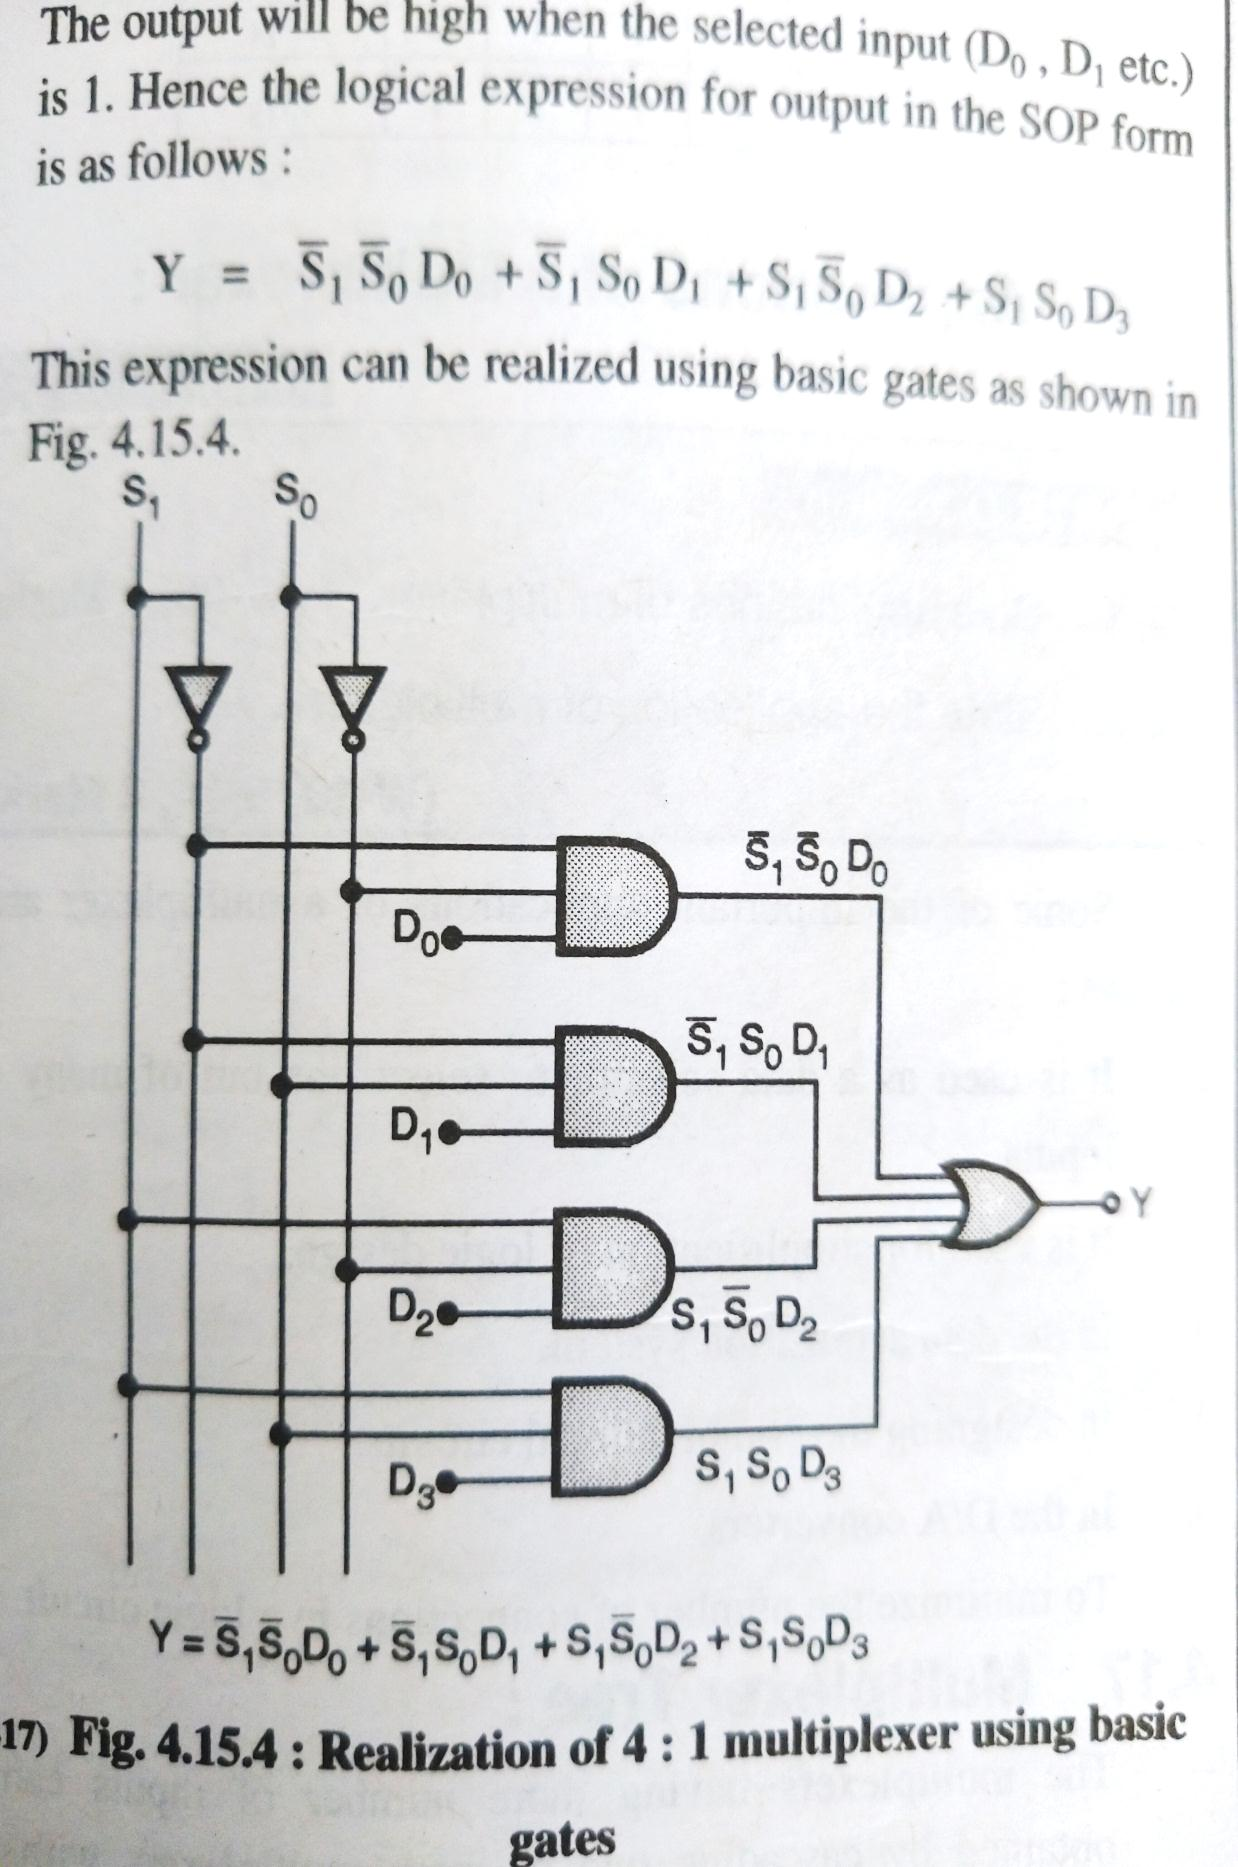 The output will be high when the selected input (D₀ , D₁ etc.)
is 1. Hence the logical expression for output in the SOP form
is as follows :
Y = S̅₁ S̅₀ D₀ + S̅₁ S₀ D₁ + S₁ S̅₀ D₂ + S₁ S₀ D₃
This expression can be realized using basic gates as shown in
Fig. 4.15.4.
S₁ S₀
S̅₁ S̅₀ D₀
D₀
S̅₁ S₀ D₁
D₁
Y
D₂
S₁ S̅₀ D₂
D₃
S₁ S₀ D₃
Y = S̅₁S̅₀D₀ + S̅₁S₀D₁ + S₁S̅₀D₂ + S₁S₀D₃
17) Fig. 4.15.4 : Realization of 4 : 1 multiplexer using basic
gates